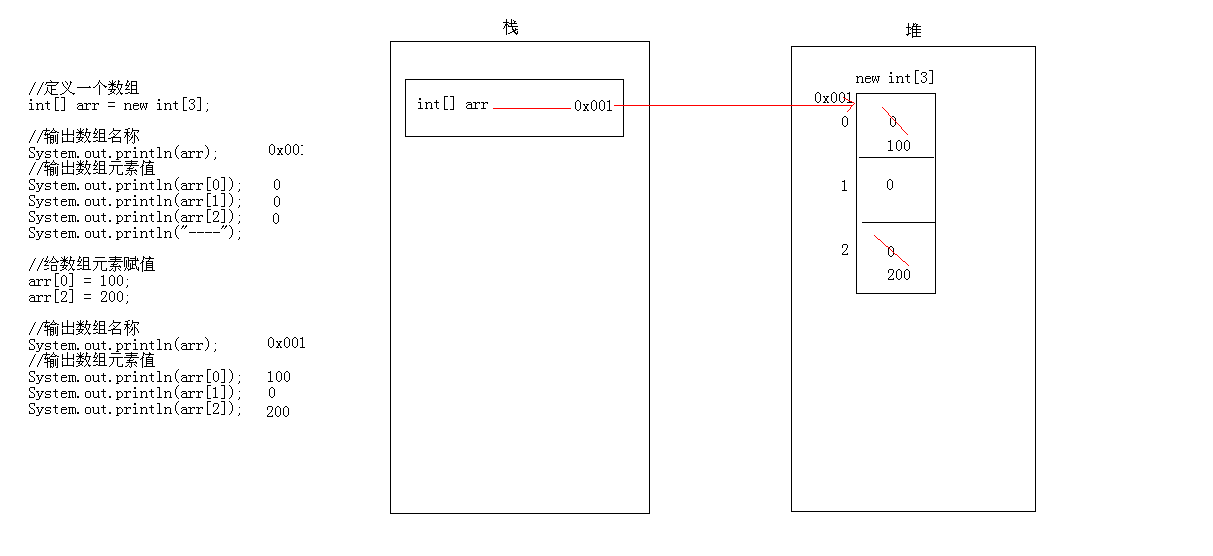 //定义一个数组
int[] arr = new int[3];
//输出数组名称
System.out.println(arr); 0x001
//输出数组元素值
System.out.println(arr[0]); 0
System.out.println(arr[1]); 0
System.out.println(arr[2]); 0
System.out.println("----");
//给数组元素赋值
arr[0] = 100;
arr[2] = 200;
//输出数组名称
System.out.println(arr); 0x001
//输出数组元素值
System.out.println(arr[0]); 100
System.out.println(arr[1]); 0
System.out.println(arr[2]); 200
栈
int[] arr 0x001
堆
new int[3]
0x001
0 0
100
1 0
2 0
200